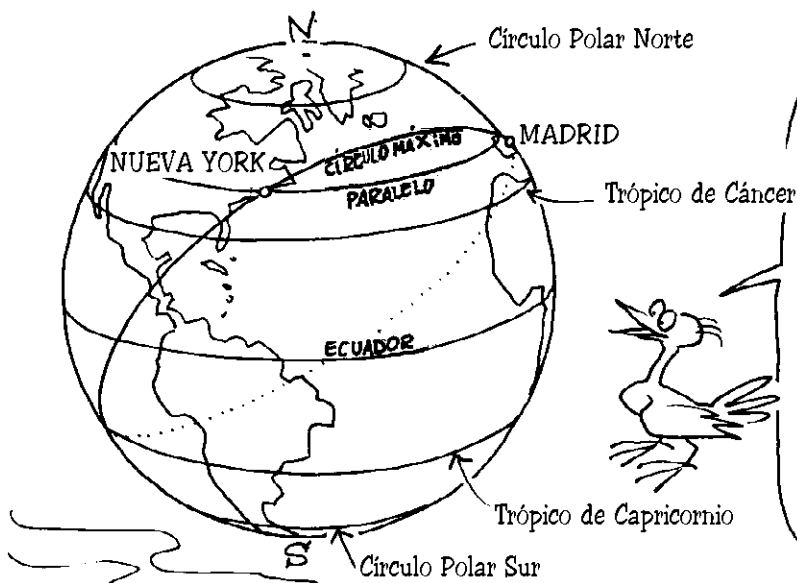 N
Círculo Polar Norte
MADRID
CÍRCULO MÁXIMO
NUEVA YORK
PARALELO
Trópico de Cáncer
ECUADOR
Trópico de Capricornio
S
Círculo Polar Sur